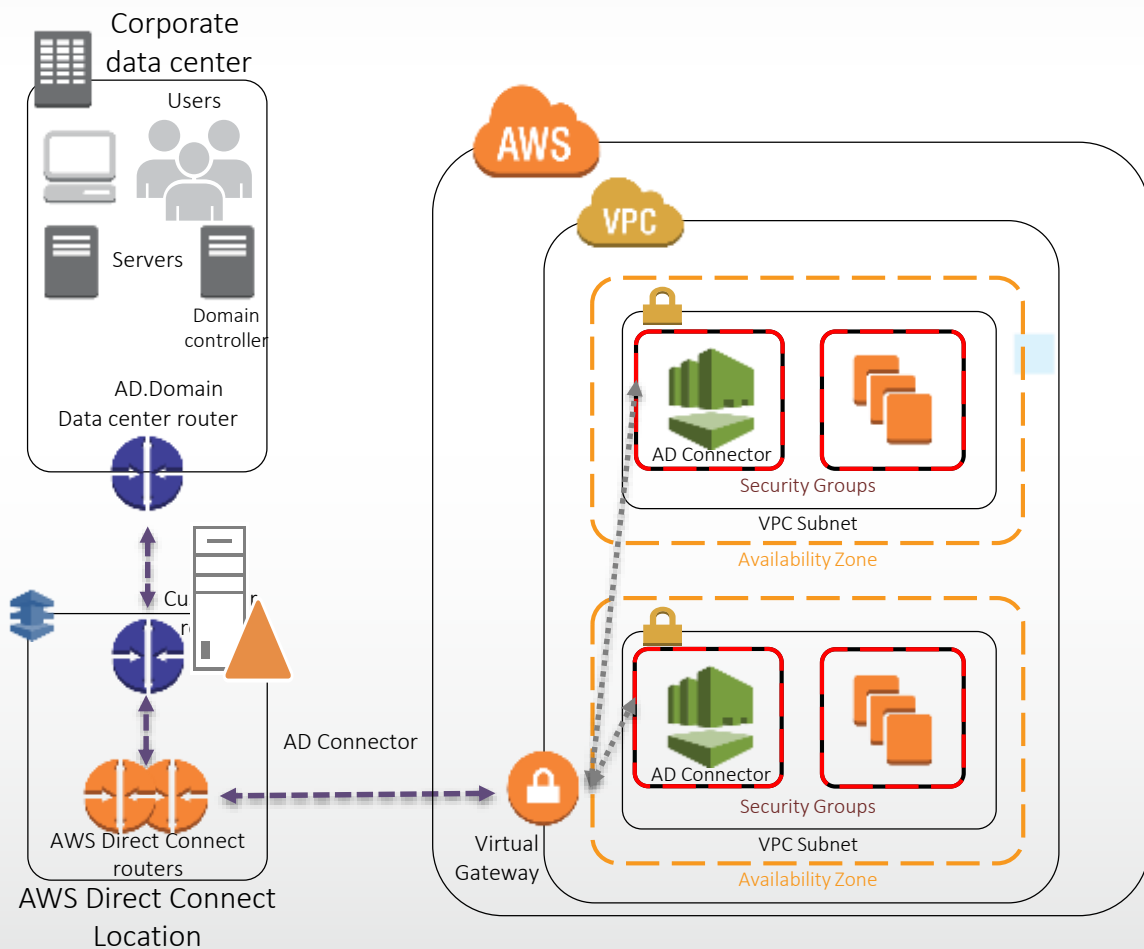 Corporate
data center
Users
Servers
Domain
controller
AD.Domain
Data center router
AWS Direct Connect
routers
AWS Direct Connect
Location
AD Connector
AWS
VPC
AD Connector
Security Groups
VPC Subnet
Availability Zone
AD Connector
Security Groups
VPC Subnet
Availability Zone
Virtual
Gateway